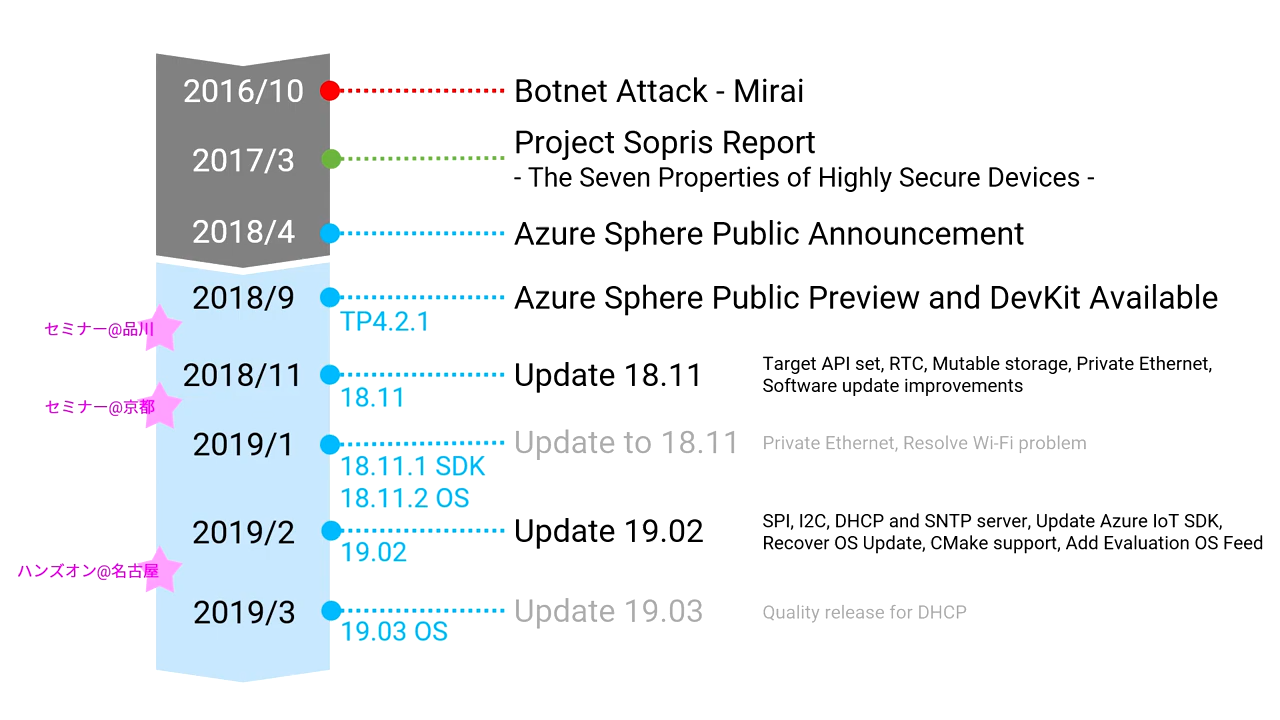 2016/10
Botnet Attack - Mirai
2017/3
Project Sopris Report
- The Seven Properties of Highly Secure Devices -
2018/4
Azure Sphere Public Announcement
2018/9
Azure Sphere Public Preview and DevKit Available
TP4.2.1
セミナー@品川
2018/11
Update 18.11
Target API set, RTC, Mutable storage, Private Ethernet,
Software update improvements
18.11
セミナー@京都
2019/1
Update to 18.11
Private Ethernet, Resolve Wi-Fi problem
18.11.1 SDK
18.11.2 OS
2019/2
Update 19.02
SPI, I2C, DHCP and SNTP server, Update Azure IoT SDK,
Recover OS Update, CMake support, Add Evaluation OS Feed
19.02
ハンズオン@名古屋
2019/3
Update 19.03
Quality release for DHCP
19.03 OS